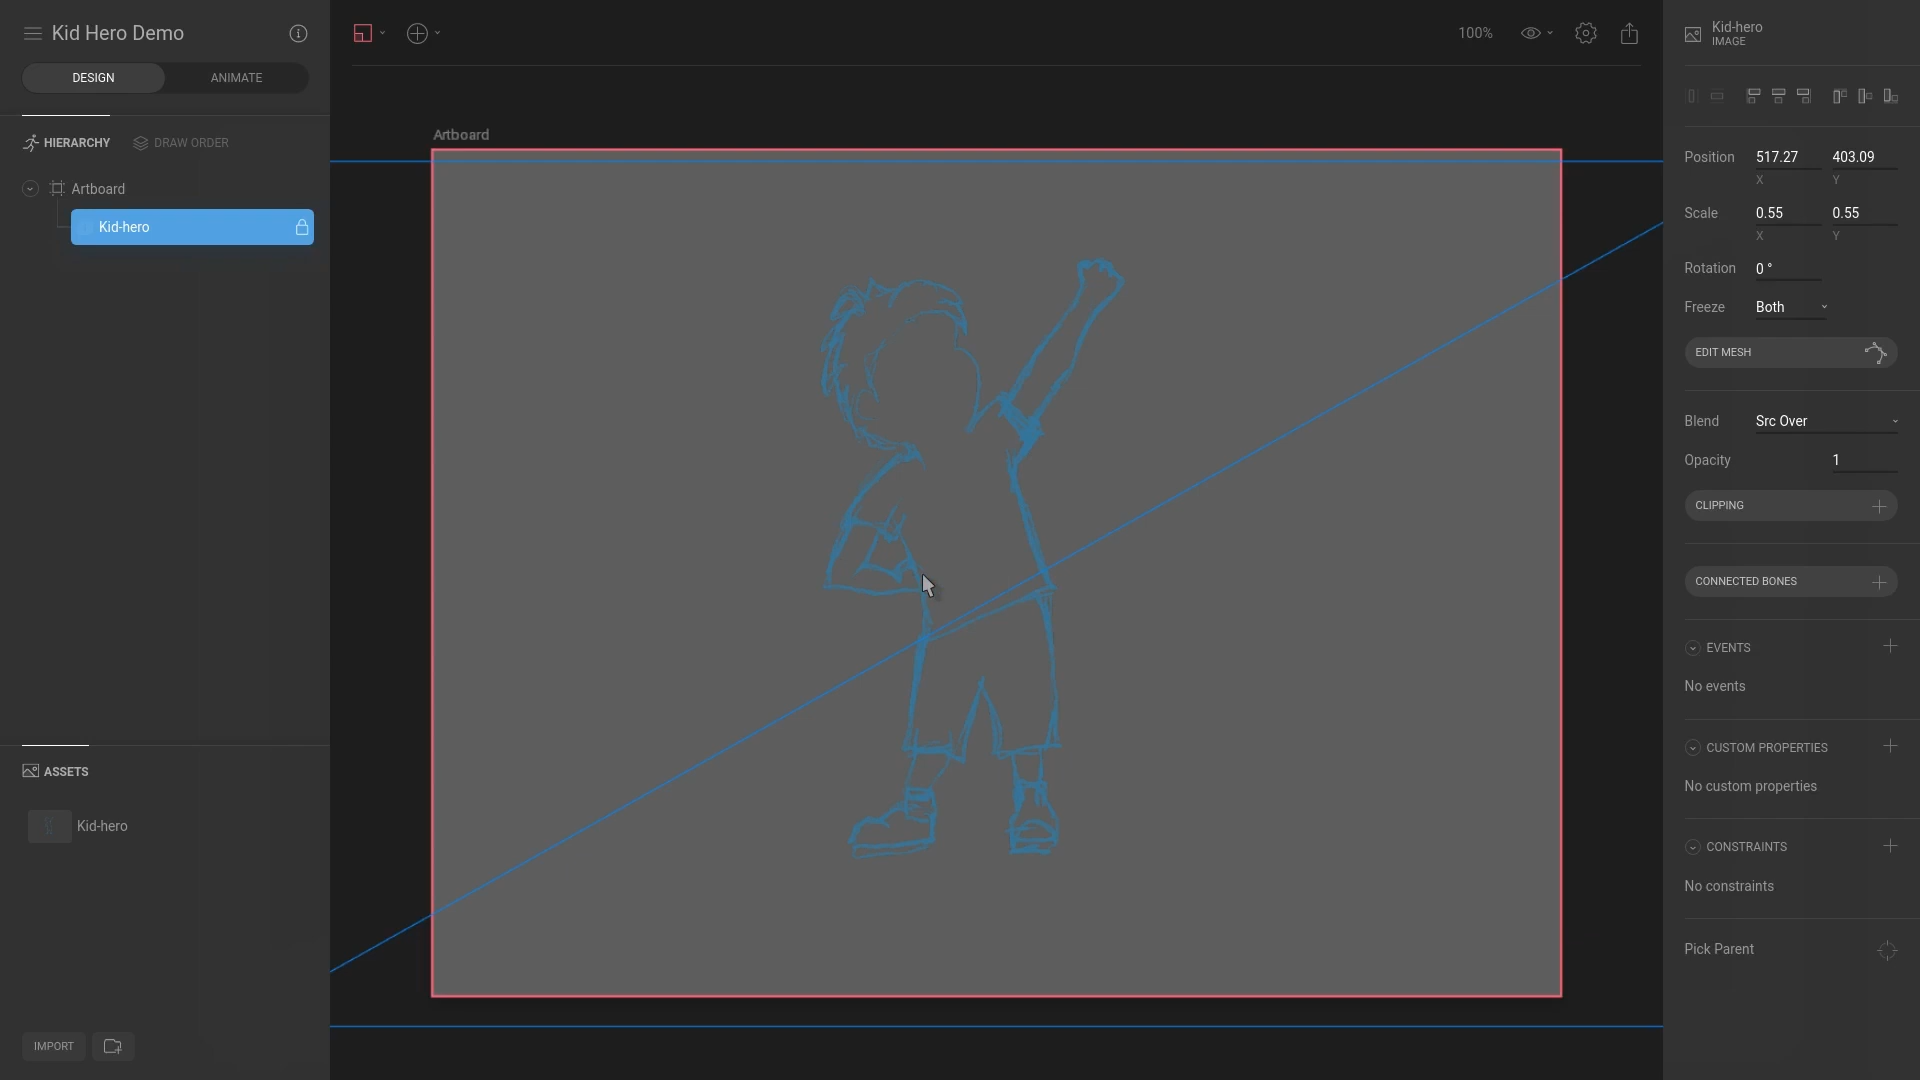 Kid Hero Demo
DESIGN
ANIMATE
HIERARCHY
DRAW ORDER
Artboard
Kid-hero
ASSETS
Kid-hero
IMPORT
100%
Artboard
Kid-hero
IMAGE
Position 517.27 403.09
X Y
Scale 0.55 0.55
X Y
Rotation 0 °
Freeze Both
EDIT MESH
Blend Src Over
Opacity 1
CLIPPING
CONNECTED BONES
EVENTS
No events
CUSTOM PROPERTIES
No custom properties
CONSTRAINTS
No constraints
Pick Parent